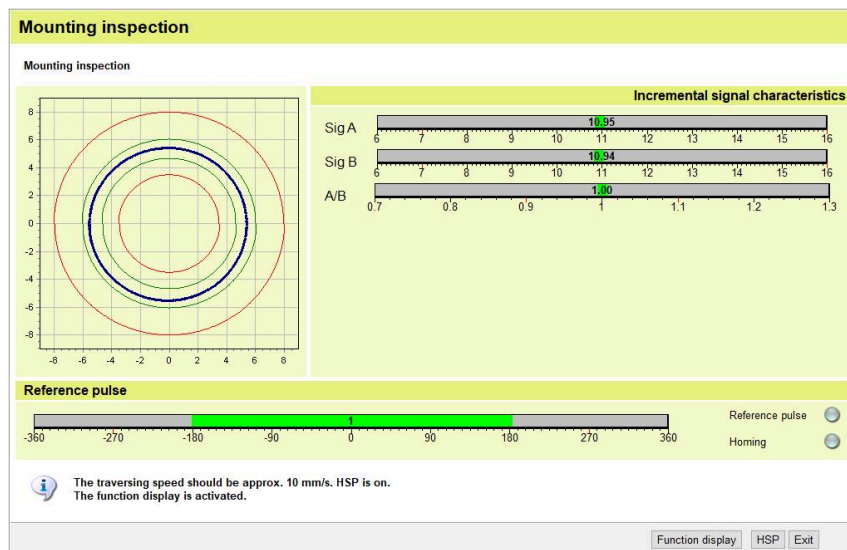 Mounting inspection
Mounting inspection
Incremental signal characteristics
8
6
4
2
0
-2
-4
-6
-8
-8 -6 -4 -2 0 2 4 6 8
Sig A
10.95
6 7 8 9 10 11 12 13 14 15 16
Sig B
10.94
6 7 8 9 10 11 12 13 14 15 16
A/B
1.00
0.7 0.8 0.9 1 1.1 1.2 1.3
Reference pulse
1
-360 -270 -180 -90 0 90 180 270 360
Reference pulse
Homing
The traversing speed should be approx. 10 mm/s. HSP is on.
The function display is activated.
Function display HSP Exit